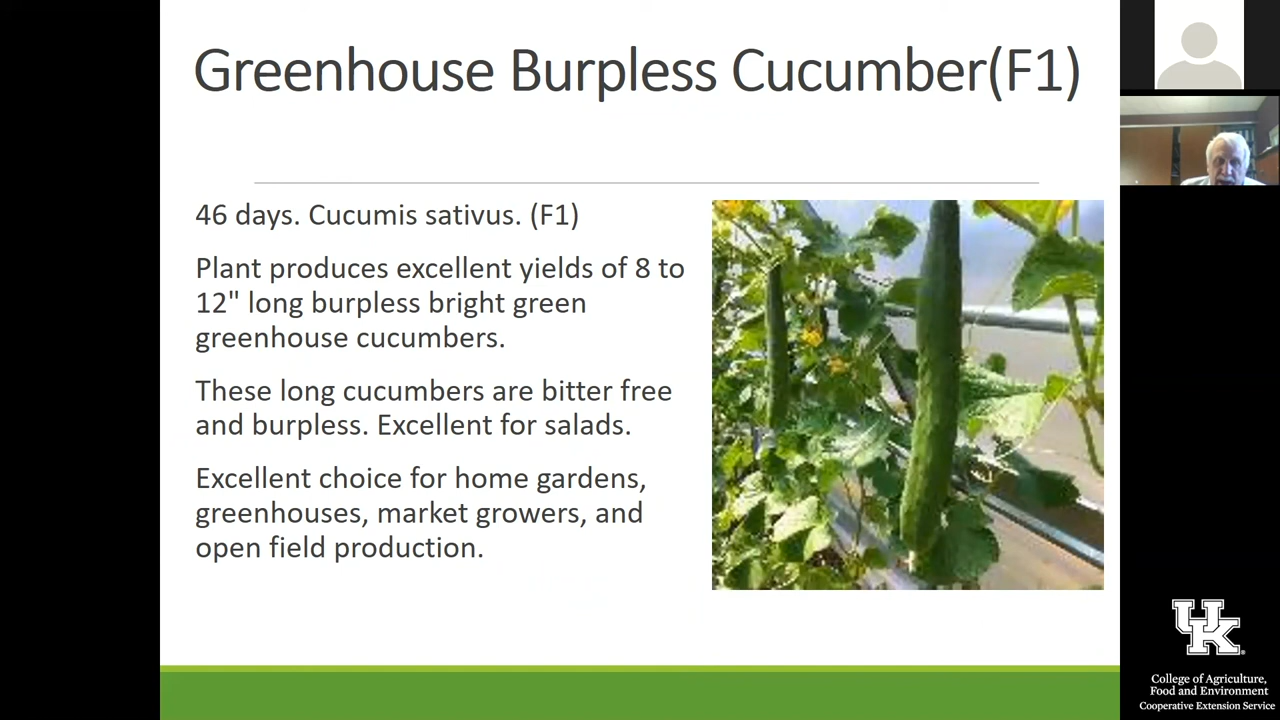 Greenhouse Burpless Cucumber(F1)
46 days. Cucumis sativus. (F1)
Plant produces excellent yields of 8 to
12" long burpless bright green
greenhouse cucumbers.
These long cucumbers are bitter free
and burpless. Excellent for salads.
Excellent choice for home gardens,
greenhouses, market growers, and
open field production.
UK
College of Agriculture,
Food and Environment
Cooperative Extension Service